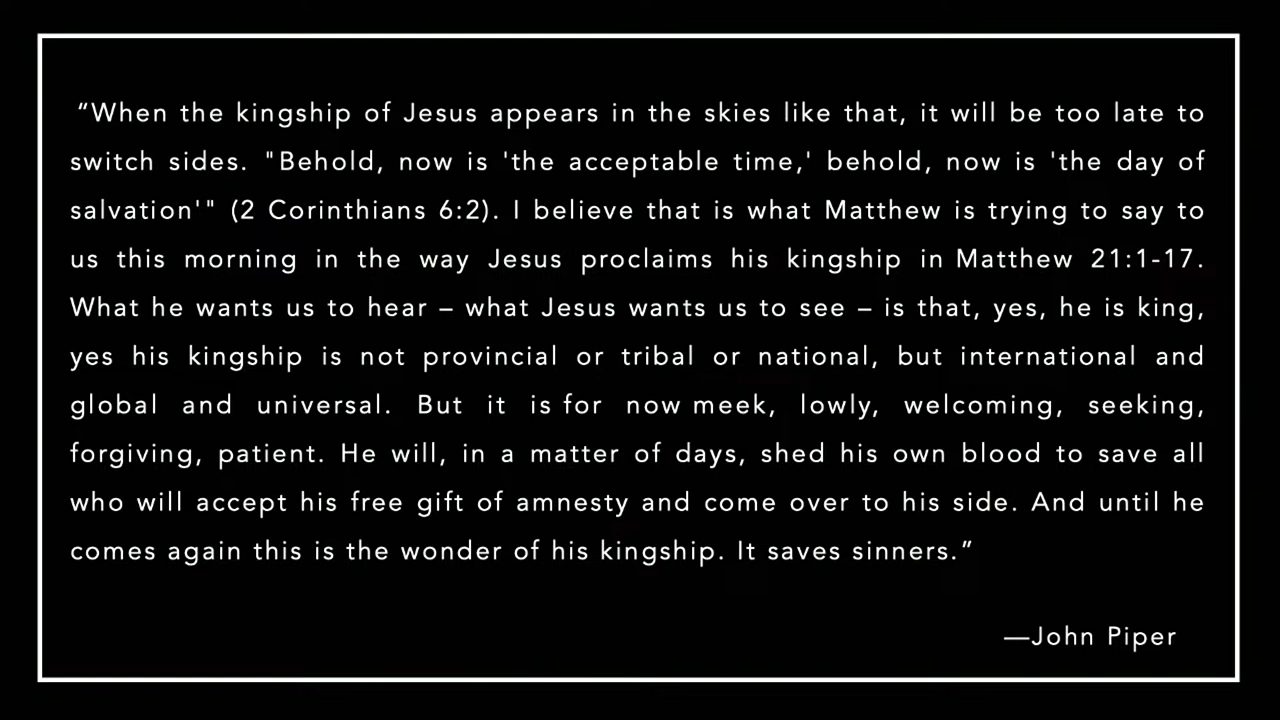 “When the kingship of Jesus appears in the skies like that, it will be too late to
switch sides. "Behold, now is 'the acceptable time,' behold, now is 'the day of
salvation'" (2 Corinthians 6:2). I believe that is what Matthew is trying to say to
us this morning in the way Jesus proclaims his kingship in Matthew 21:1-17.
What he wants us to hear – what Jesus wants us to see – is that, yes, he is king,
yes his kingship is not provincial or tribal or national, but international and
global and universal. But it is for now meek, lowly, welcoming, seeking,
forgiving, patient. He will, in a matter of days, shed his own blood to save all
who will accept his free gift of amnesty and come over to his side. And until he
comes again this is the wonder of his kingship. It saves sinners.”
—John Piper